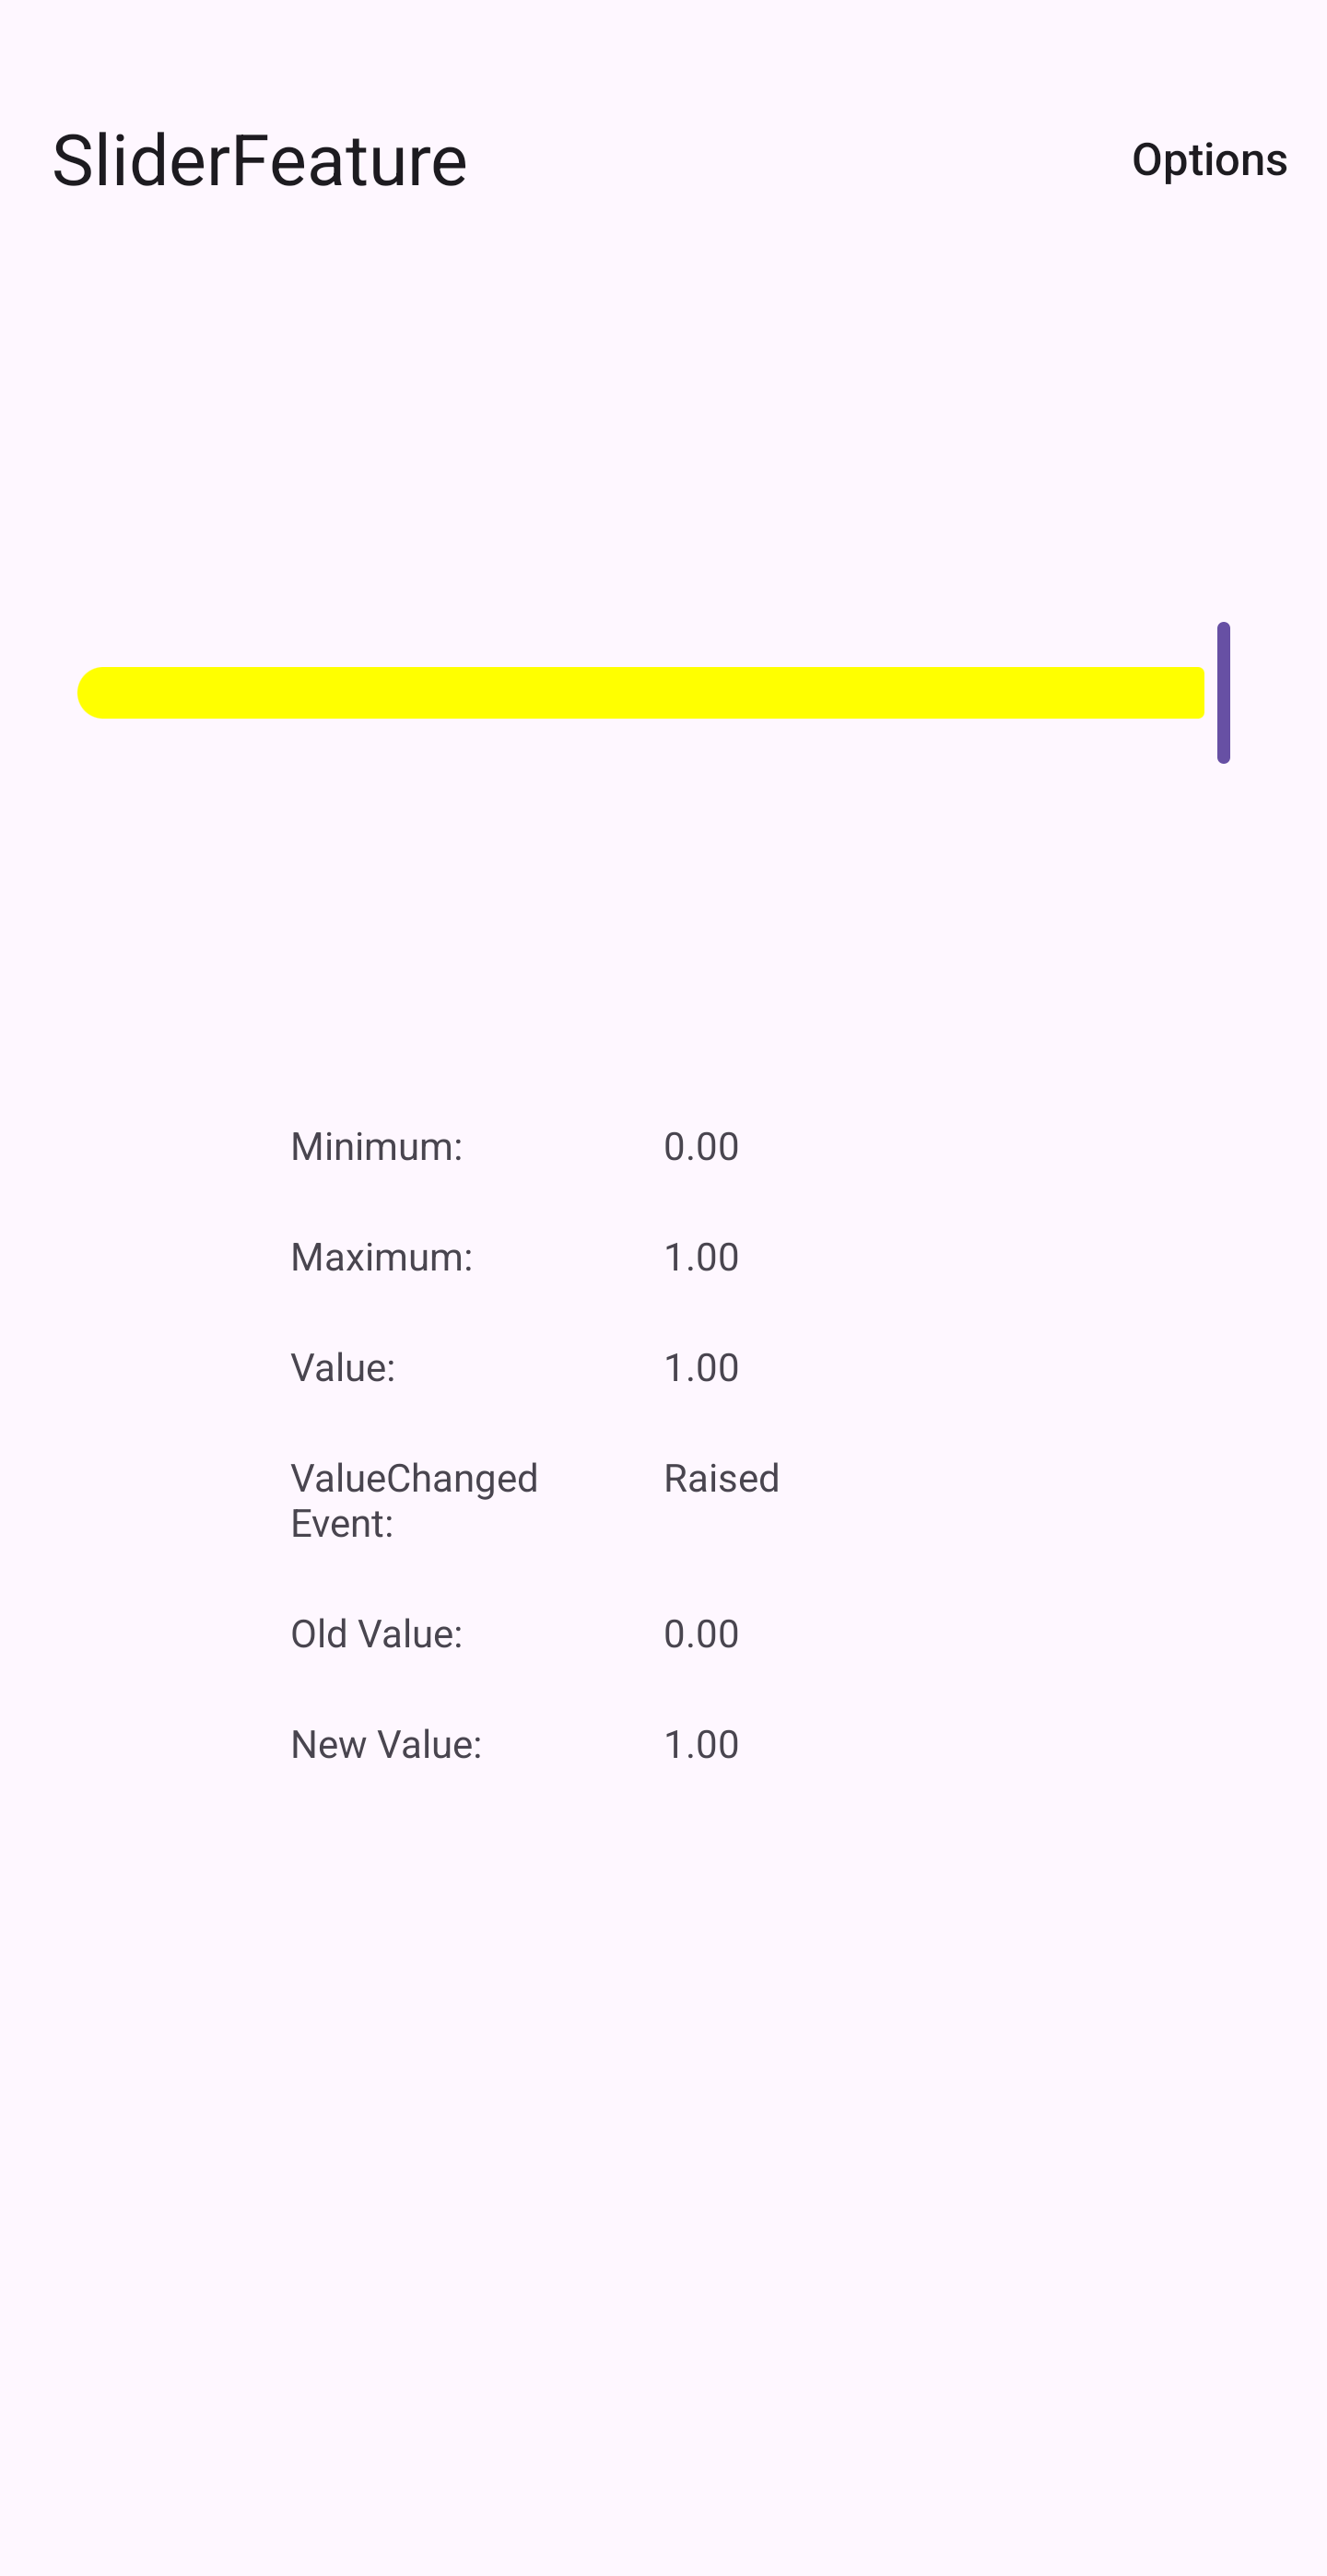 SliderFeature
Options
Minimum: 0.00
Maximum: 1.00
Value: 1.00
ValueChanged Raised
Event:
Old Value: 0.00
New Value: 1.00